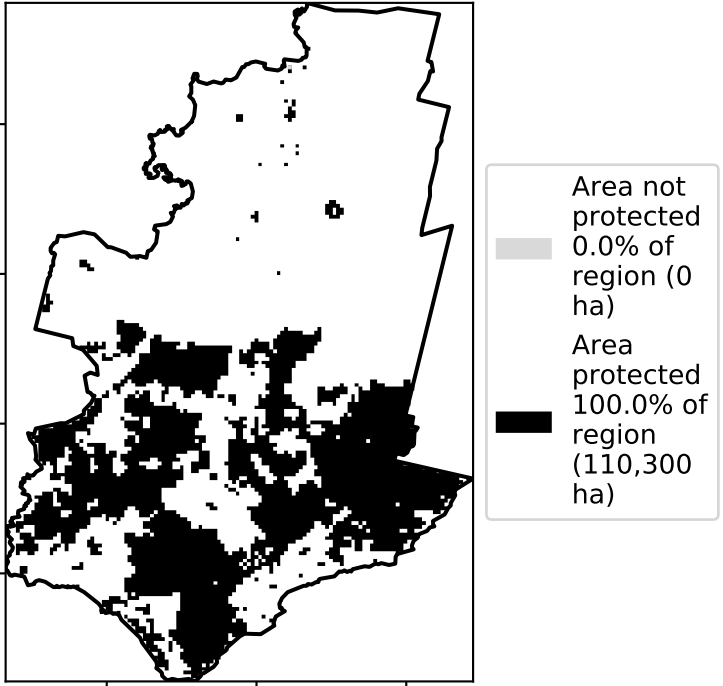 Area not
protected
0.0% of
region (0
ha)
Area
protected
100.0% of
region
(110,300
ha)